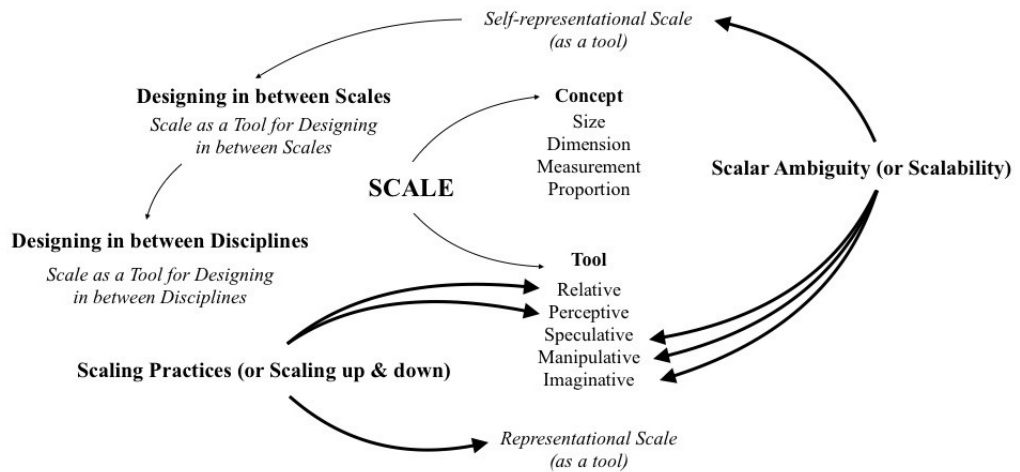 Self-representational Scale
(as a tool)
Designing in between Scales
Scale as a Tool for Designing
in between Scales
Concept
Size
Dimension
Measurement
Proportion
SCALE
Scalar Ambiguity (or Scalability)
Designing in between Disciplines
Scale as a Tool for Designing
in between Disciplines
Tool
Relative
Perceptive
Speculative
Manipulative
Imaginative
Scaling Practices (or Scaling up & down)
Representational Scale
(as a tool)